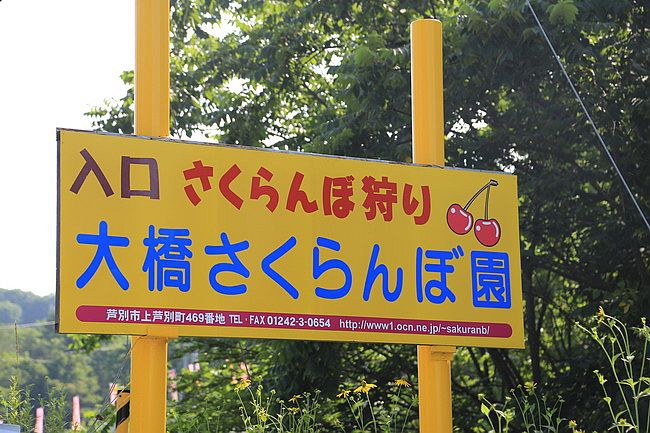 入口 さくらんぼ狩り
大橋さくらんぼ園
芦別市上芦別町469番地 TEL・FAX 01242-3-0654 http://www1.ocn.ne.jp/~sakuranb/